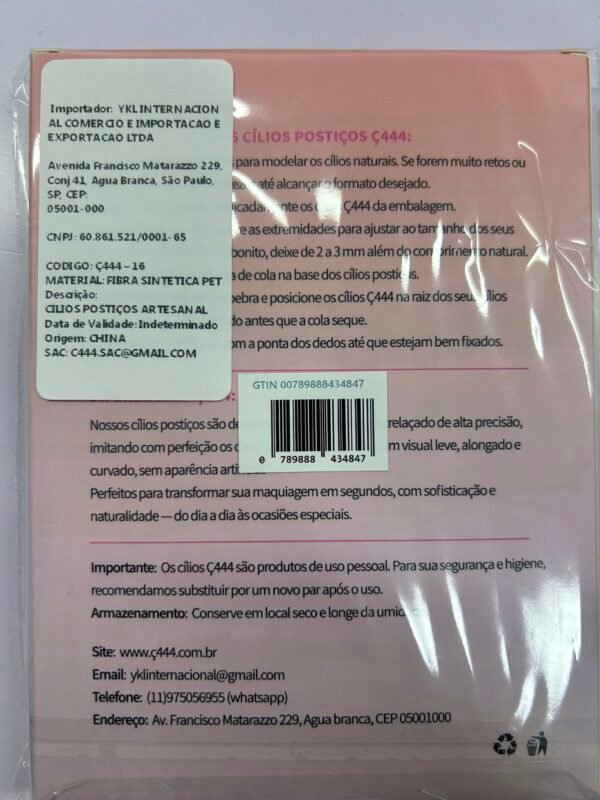 Importador: YKL INTERNACION
AL COMERCIO E IMPORTACAO E
EXPORTACAO LTDA
Avenida Francisco Matarazzo 229,
Conj 41, Agua Branca, São Paulo,
SP, CEP:
05001-000
CNPJ: 60.861.521/0001-65
CODIGO: Ç444 – 16
MATERIAL: FIBRA SINTETICA PET
Descrição:
CILIOS POSTIÇOS ARTESANAL
Data de Validade: Indeterminado
Origem: CHINA
SAC: C444.SAC@GMAIL.COM
CÍLIOS POSTIÇOS Ç444:
para modelar os cílios naturais. Se forem muito retos ou
até alcançar o formato desejado.
os Ç444 da embalagem.
as extremidades para ajustar ao tamanho dos seus
bonito, deixe de 2 a 3 mm além do comprimento natural.
de cola na base dos cílios postiços.
e posicione os cílios Ç444 na raiz dos seus cílios
antes que a cola seque.
a ponta dos dedos até que estejam bem fixados.
GTIN 00789888434847
0 789888 434847
Nossos cílios postiços são de de alta precisão,
imitando com perfeição os visual leve, alongado e
curvado, sem aparência
Perfeitos para transformar sua maquiagem em segundos, com sofisticação e
naturalidade — do dia a dia às ocasiões especiais.
Importante: Os cílios Ç444 são produtos de uso pessoal. Para sua segurança e higiene,
recomendamos substituir por um novo par após o uso.
Armazenamento: Conserve em local seco e longe da
Site: www.ç444.com.br
Email: yklinternacional@gmail.com
Telefone: (11)975056955 (whatsapp)
Endereço: Av. Francisco Matarazzo 229, Agua branca, CEP 05001000